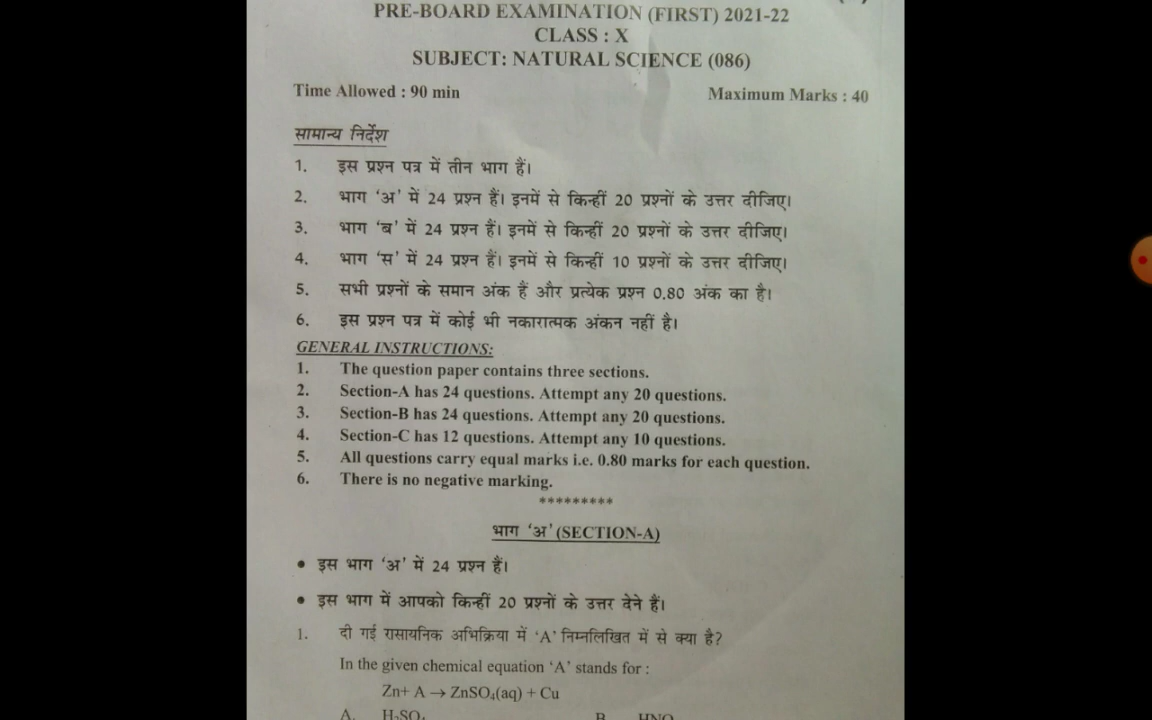 PRE-BOARD EXAMINATION (FIRST) 2021-22
CLASS : X
SUBJECT: NATURAL SCIENCE (086)
Time Allowed : 90 min Maximum Marks : 40
सामान्य निर्देश
1. इस प्रश्न पत्र में तीन भाग हैं।
2. भाग ‘अ’ में 24 प्रश्न हैं। इनमें से किन्हीं 20 प्रश्नों के उत्तर दीजिए।
3. भाग ‘ब’ में 24 प्रश्न हैं। इनमें से किन्हीं 20 प्रश्नों के उत्तर दीजिए।
4. भाग ‘स’ में 24 प्रश्न हैं। इनमें से किन्हीं 10 प्रश्नों के उत्तर दीजिए।
5. सभी प्रश्नों के समान अंक हैं और प्रत्येक प्रश्न 0.80 अंक का है।
6. इस प्रश्न पत्र में कोई भी नकारात्मक अंकन नहीं है।
GENERAL INSTRUCTIONS:
1. The question paper contains three sections.
2. Section-A has 24 questions. Attempt any 20 questions.
3. Section-B has 24 questions. Attempt any 20 questions.
4. Section-C has 12 questions. Attempt any 10 questions.
5. All questions carry equal marks i.e. 0.80 marks for each question.
6. There is no negative marking.
*********
भाग ‘अ’ (SECTION-A)
• इस भाग ‘अ’ में 24 प्रश्न हैं।
• इस भाग में आपको किन्हीं 20 प्रश्नों के उत्तर देने हैं।
1. दी गई रासायनिक अभिक्रिया में ‘A’ निम्नलिखित में से क्या है?
In the given chemical equation ‘A’ stands for :
Zn+ A → ZnSO₄(aq) + Cu
A. H₂SO₄ B.